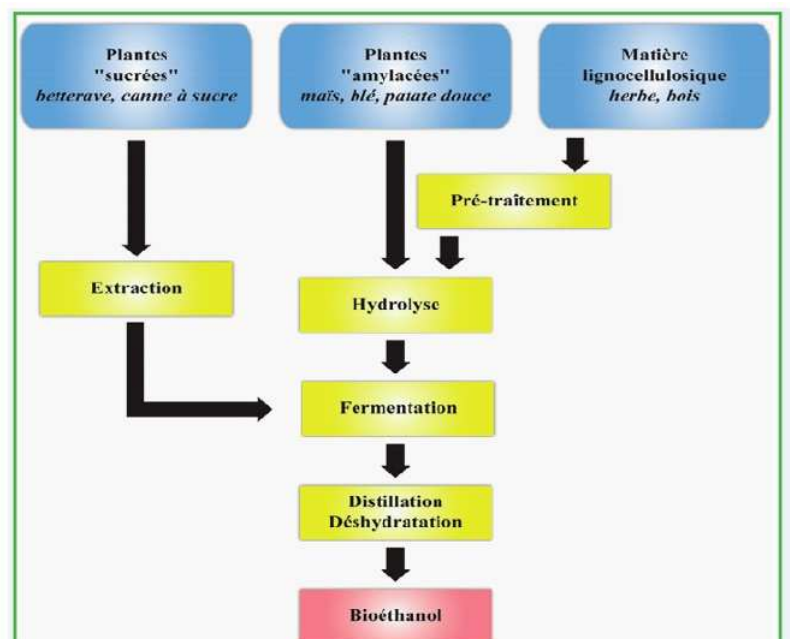 Plantes
"sucrées"
betterave, canne à sucre
Plantes
"amylacées"
maïs, blé, patate douce
Matière
lignocellulosique
herbe, bois
Pré-traitement
Extraction
Hydrolyse
Fermentation
Distillation
Déshydratation
Bioéthanol